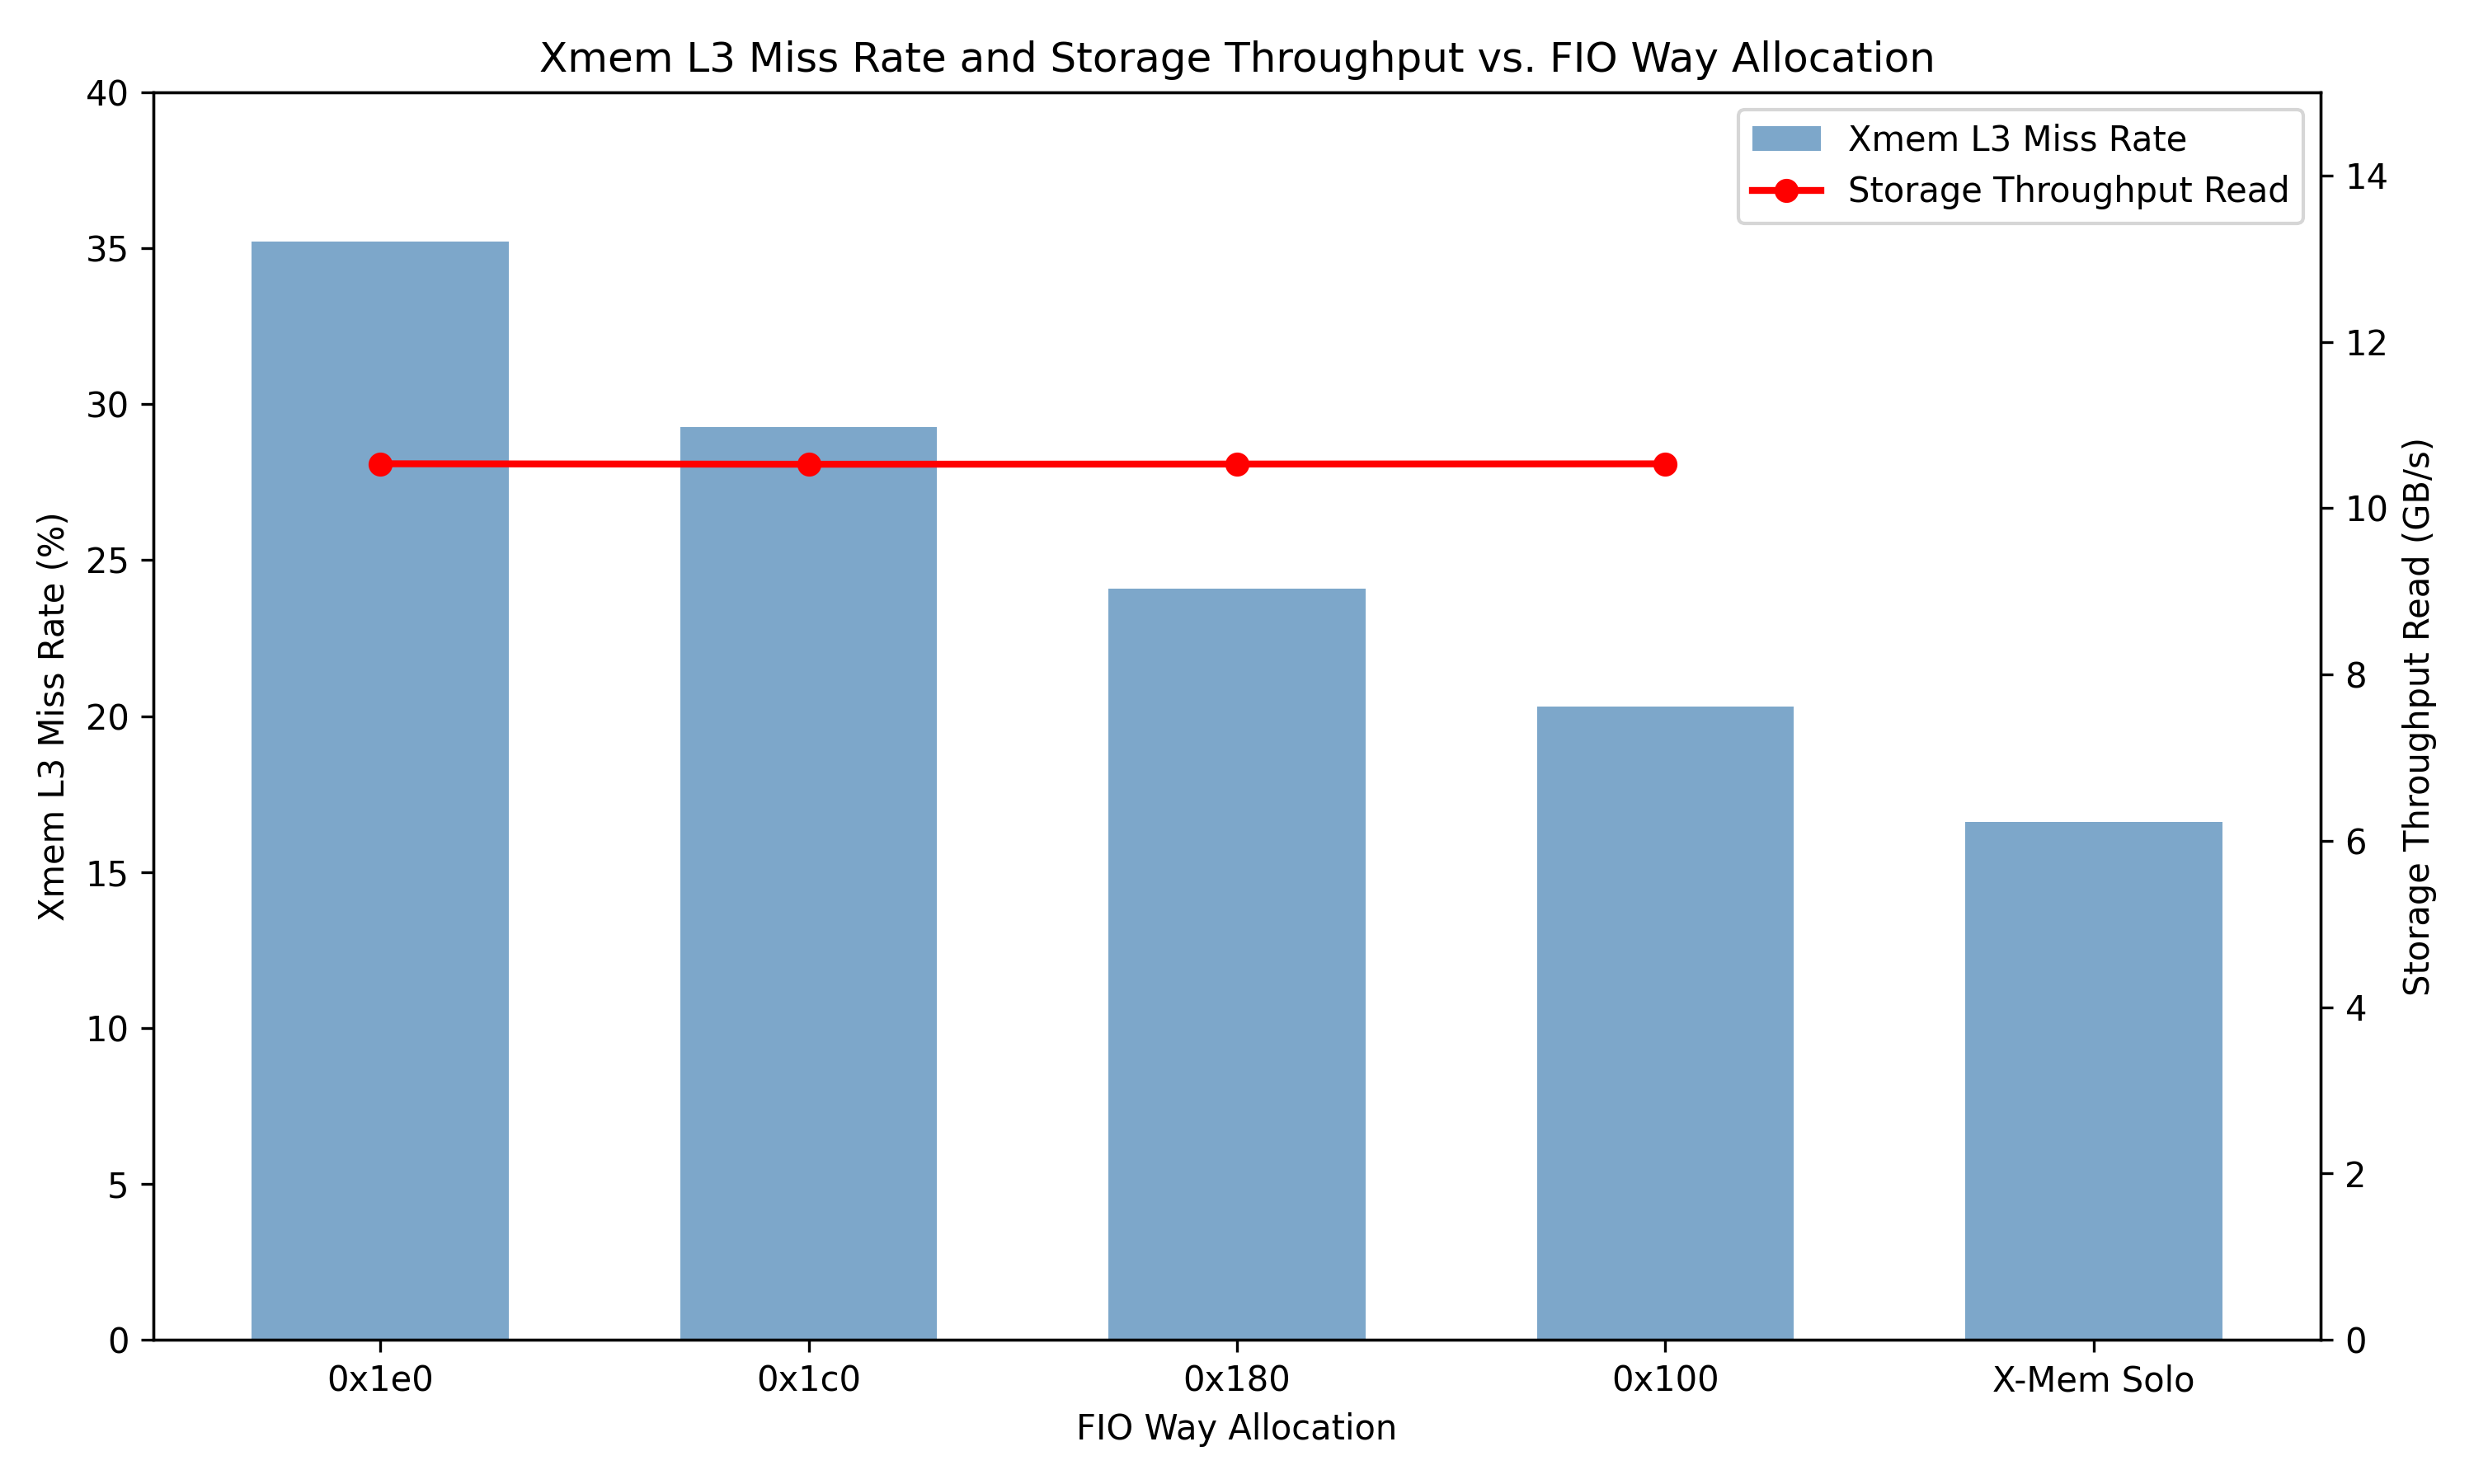 Xmem L3 Miss Rate and Storage Throughput vs. FIO Way Allocation
Xmem L3 Miss Rate
Storage Throughput Read
Xmem L3 Miss Rate (%)
40
35
30
25
20
15
10
5
0
14
12
10
8
6
4
2
0
Storage Throughput Read (GB/s)
0x1e0
0x1c0
0x180
0x100
X-Mem Solo
FIO Way Allocation